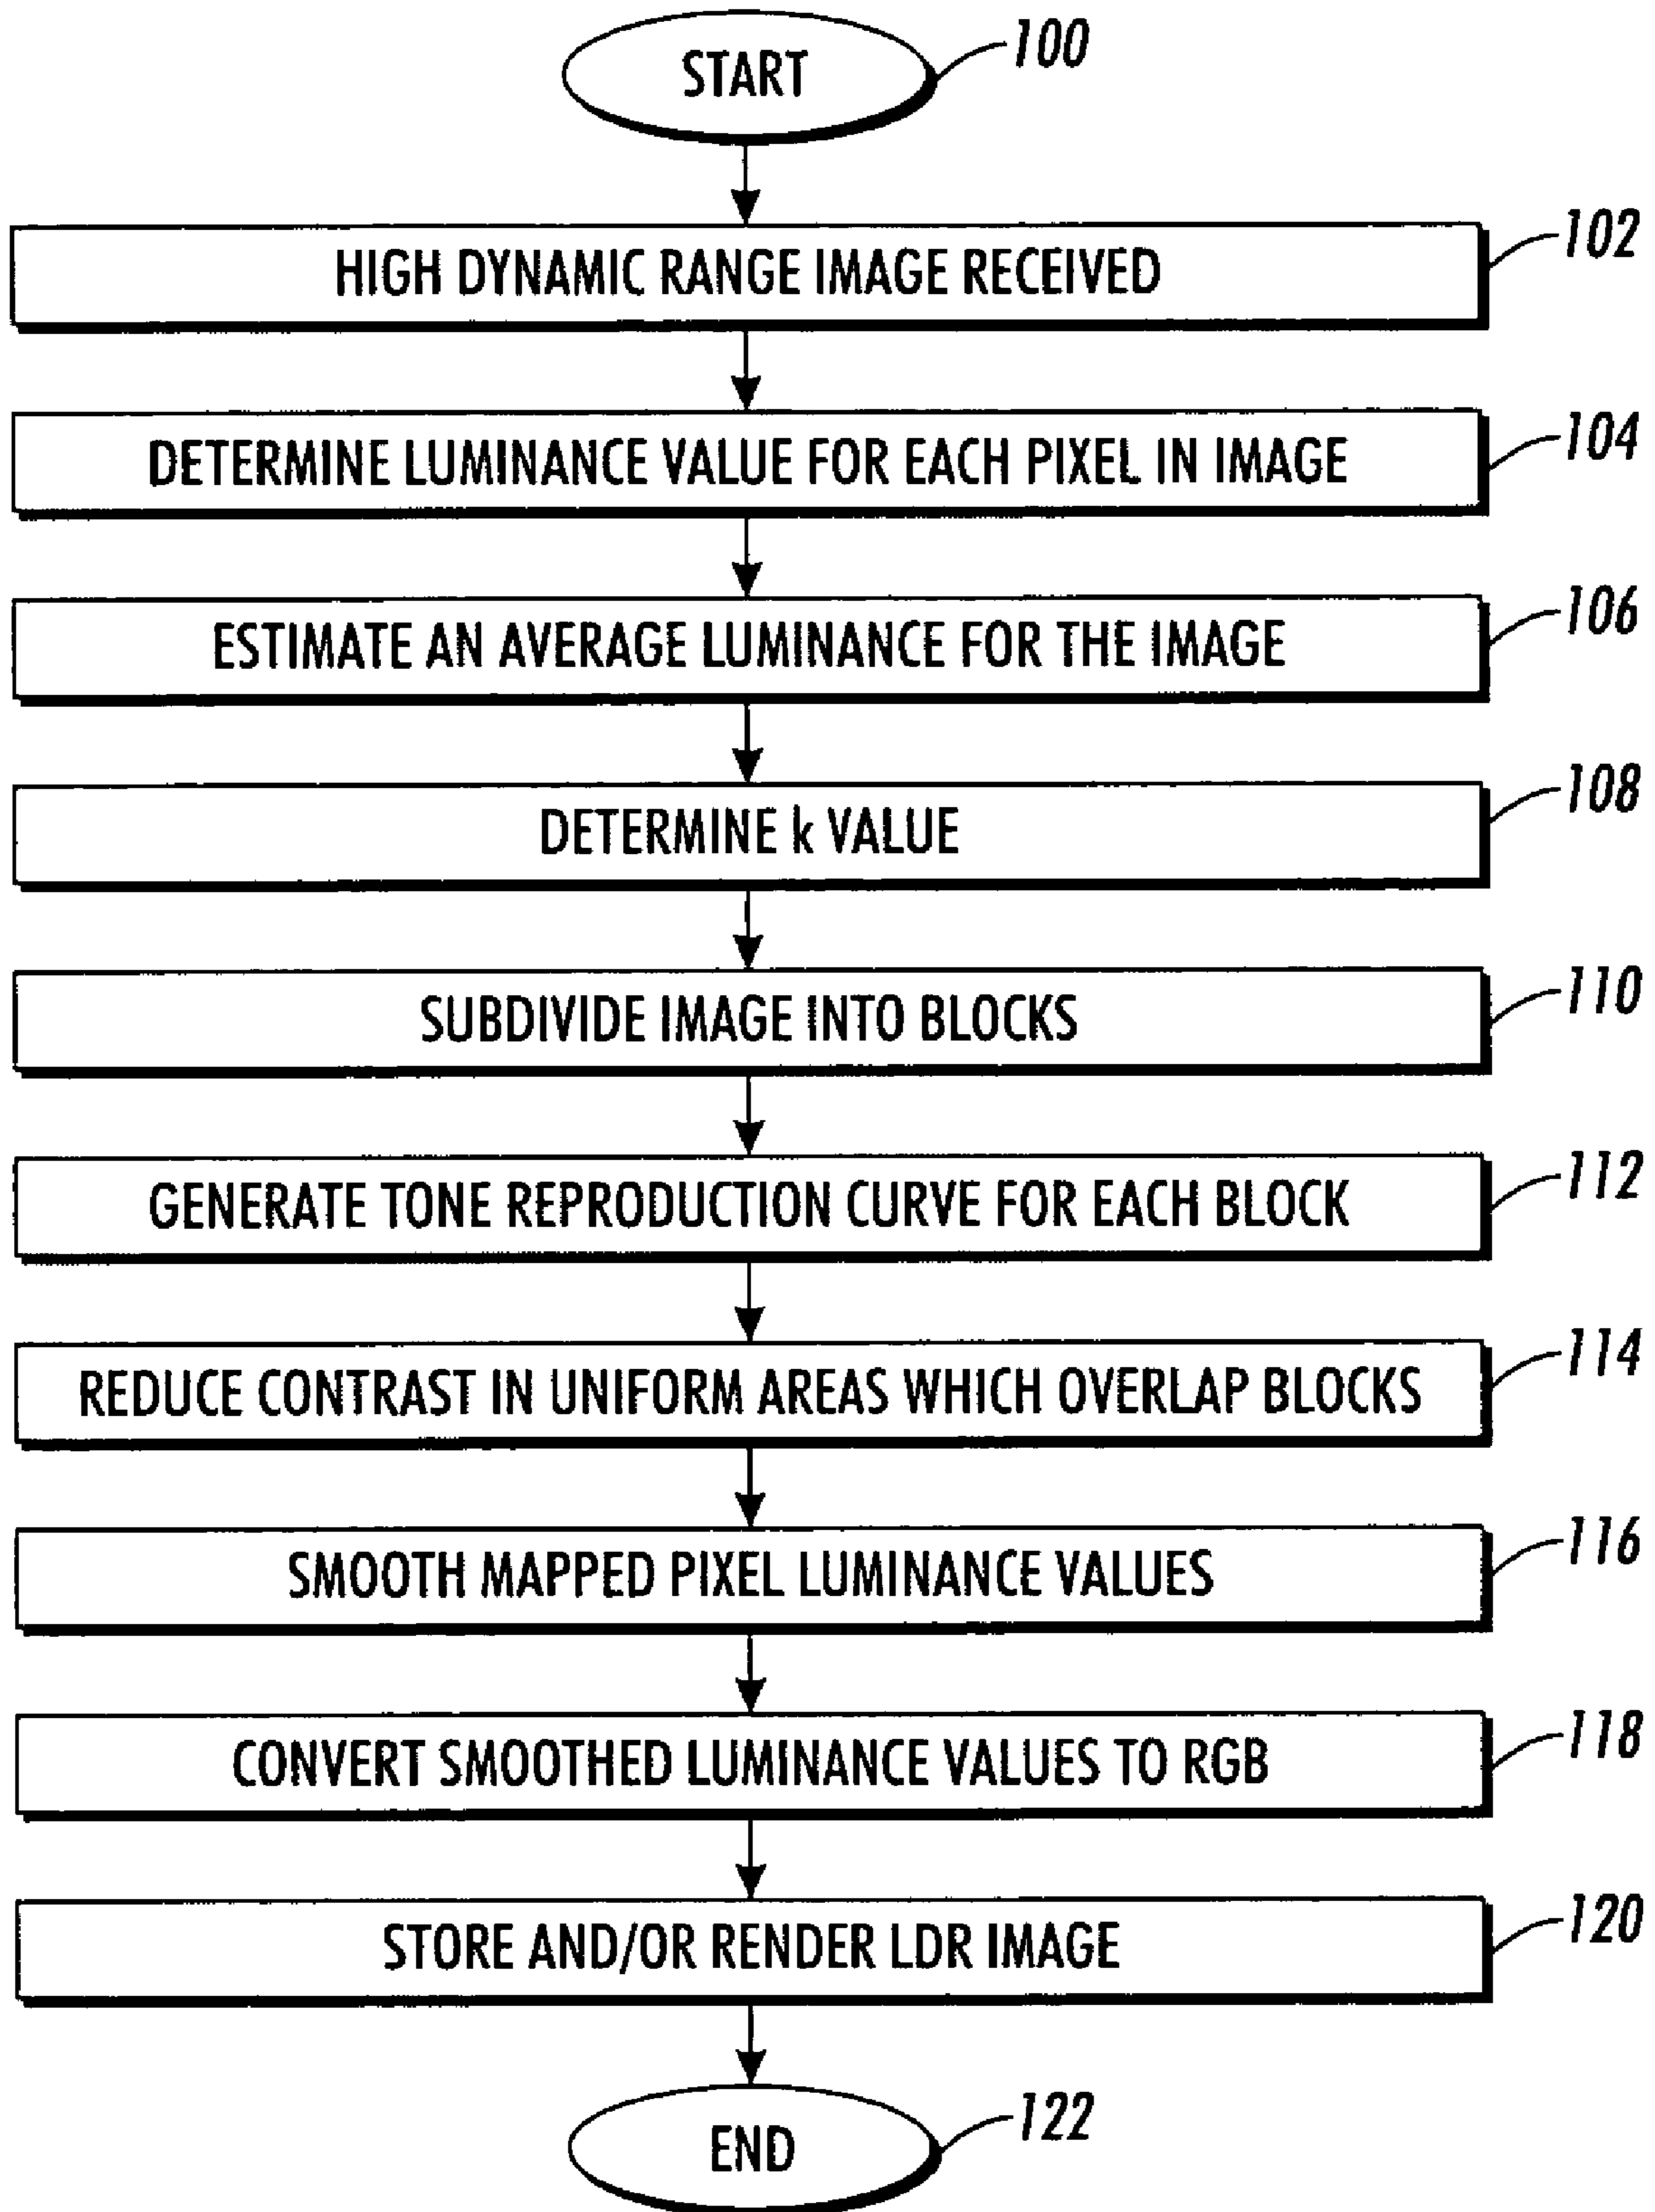 START
100
HIGH DYNAMIC RANGE IMAGE RECEIVED
102
DETERMINE LUMINANCE VALUE FOR EACH PIXEL IN IMAGE
104
ESTIMATE AN AVERAGE LUMINANCE FOR THE IMAGE
106
DETERMINE k VALUE
108
SUBDIVIDE IMAGE INTO BLOCKS
110
GENERATE TONE REPRODUCTION CURVE FOR EACH BLOCK
112
REDUCE CONTRAST IN UNIFORM AREAS WHICH OVERLAP BLOCKS
114
SMOOTH MAPPED PIXEL LUMINANCE VALUES
116
CONVERT SMOOTHED LUMINANCE VALUES TO RGB
118
STORE AND/OR RENDER LDR IMAGE
120
END
122